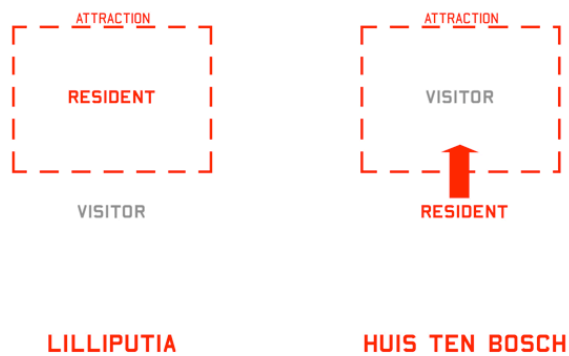 ATTRACTION
RESIDENT
VISITOR
LILLIPUTIA
ATTRACTION
VISITOR
RESIDENT
HUIS TEN BOSCH